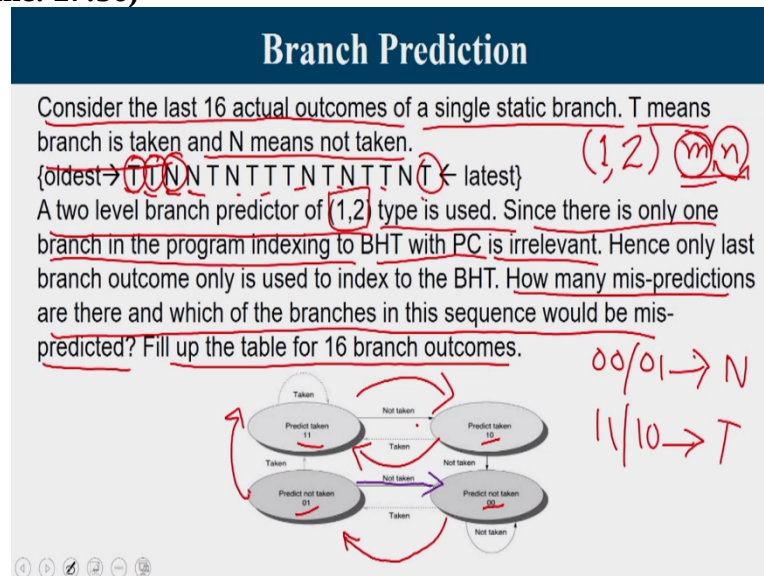 Branch Prediction
Consider the last 16 actual outcomes of a single static branch. T means
branch is taken and N means not taken.
(1,2) m n
{oldest→ T T N N T N T T T N T N T T N T ← latest}
A two level branch predictor of (1,2) type is used. Since there is only one
branch in the program indexing to BHT with PC is irrelevant. Hence only last
branch outcome only is used to index to the BHT. How many mis-predictions
are there and which of the branches in this sequence would be mis-
predicted? Fill up the table for 16 branch outcomes.
00/01 → N
11/10 → T
Taken
Predict taken
11
Not taken
Taken
Predict taken
10
Taken
Not taken
Predict not taken
01
Not taken
Taken
Predict not taken
00
Not taken